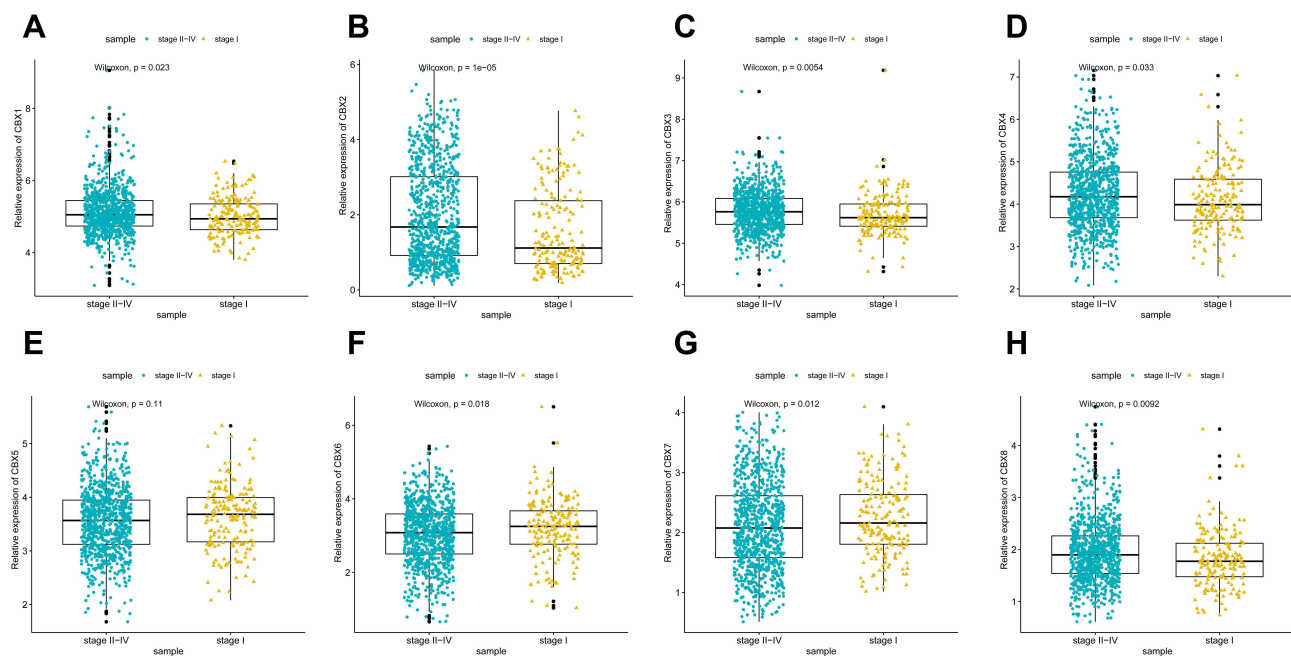 A
sample stage II−IV stage I
Wilcoxon, p = 0.023
Relative expression of CBX1
8
6
4
stage II−IV stage I
sample
B
sample stage II−IV stage I
Wilcoxon, p = 1e−05
Relative expression of CBX2
6
4
2
0
stage II−IV stage I
sample
C
sample stage II−IV stage I
Wilcoxon, p = 0.0054
Relative expression of CBX3
9
8
7
6
5
4
stage II−IV stage I
sample
D
sample stage II−IV stage I
Wilcoxon, p = 0.033
Relative expression of CBX4
7
6
5
4
3
2
stage II−IV stage I
sample
E
sample stage II−IV stage I
Wilcoxon, p = 0.11
Relative expression of CBX5
5
4
3
2
stage II−IV stage I
sample
F
sample stage II−IV stage I
Wilcoxon, p = 0.018
Relative expression of CBX6
6
4
2
stage II−IV stage I
sample
G
sample stage II−IV stage I
Wilcoxon, p = 0.012
Relative expression of CBX7
4
3
2
1
stage II−IV stage I
sample
H
sample stage II−IV stage I
Wilcoxon, p = 0.0092
Relative expression of CBX8
4
3
2
1
stage II−IV stage I
sample